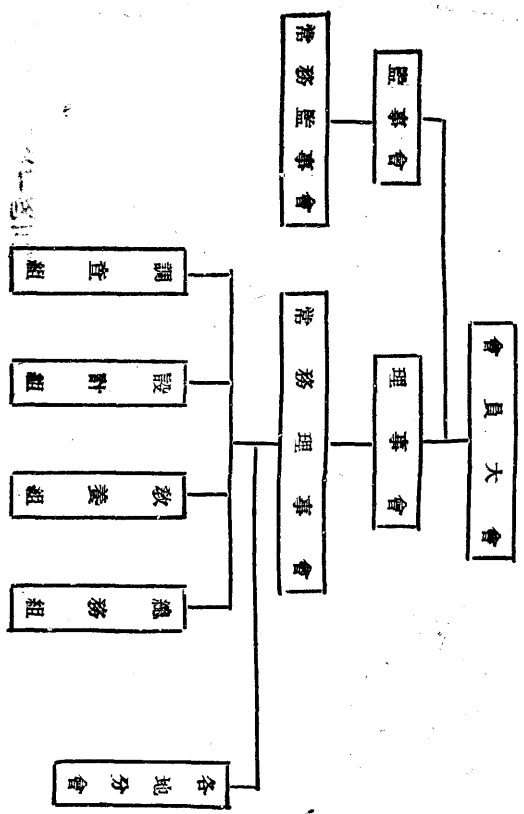 會員大會
理事會
監事會
常務理事會
常務監事會
總務組
教養組
設計組
調查組
各地分會